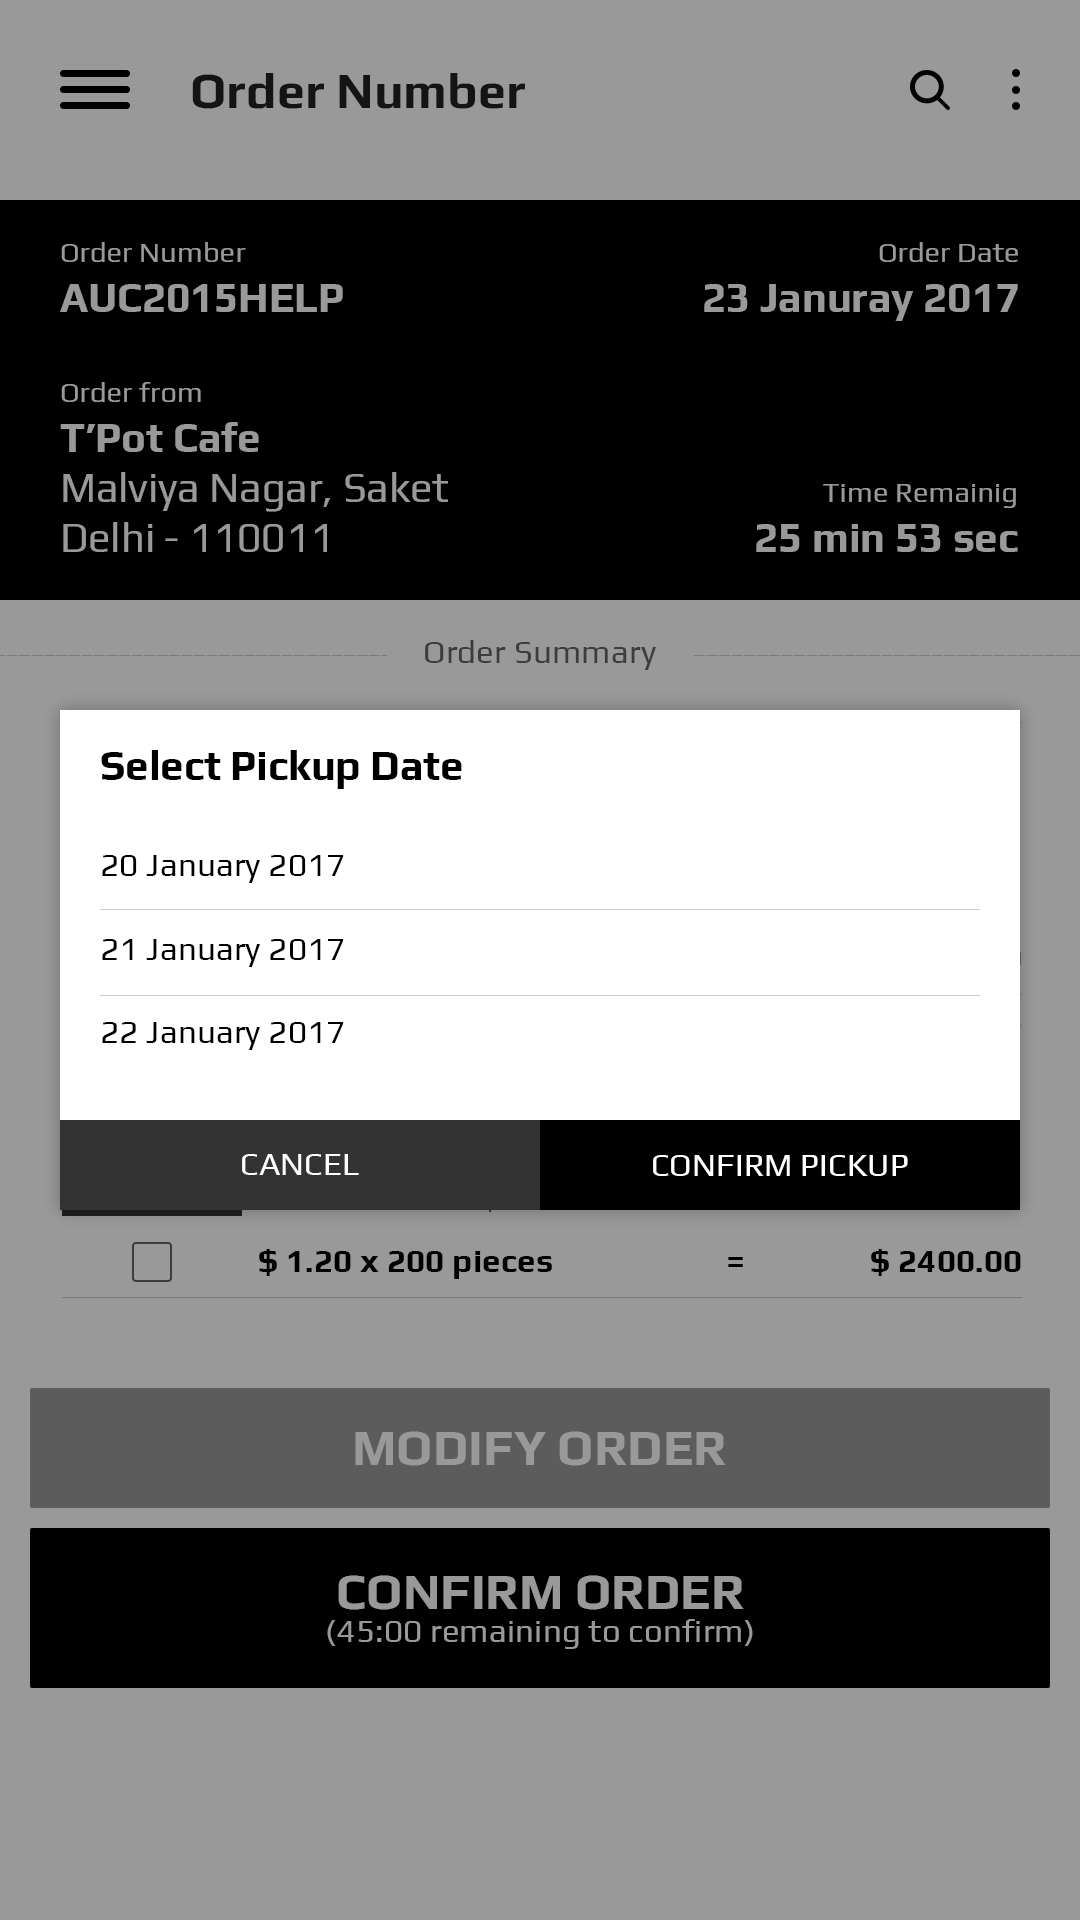 Order Number
Order Number
Order Date
AUC2015HELP
23 Januray 2017
Order from
T’Pot Cafe
Malviya Nagar, Saket
Time Remainig
Delhi - 110011
25 min 53 sec
Order Summary
Select Pickup Date
20 January 2017
21 January 2017
22 January 2017
CANCEL
CONFIRM PICKUP
$ 1.20 x 200 pieces = $ 2400.00
MODIFY ORDER
CONFIRM ORDER
(45:00 remaining to confirm)